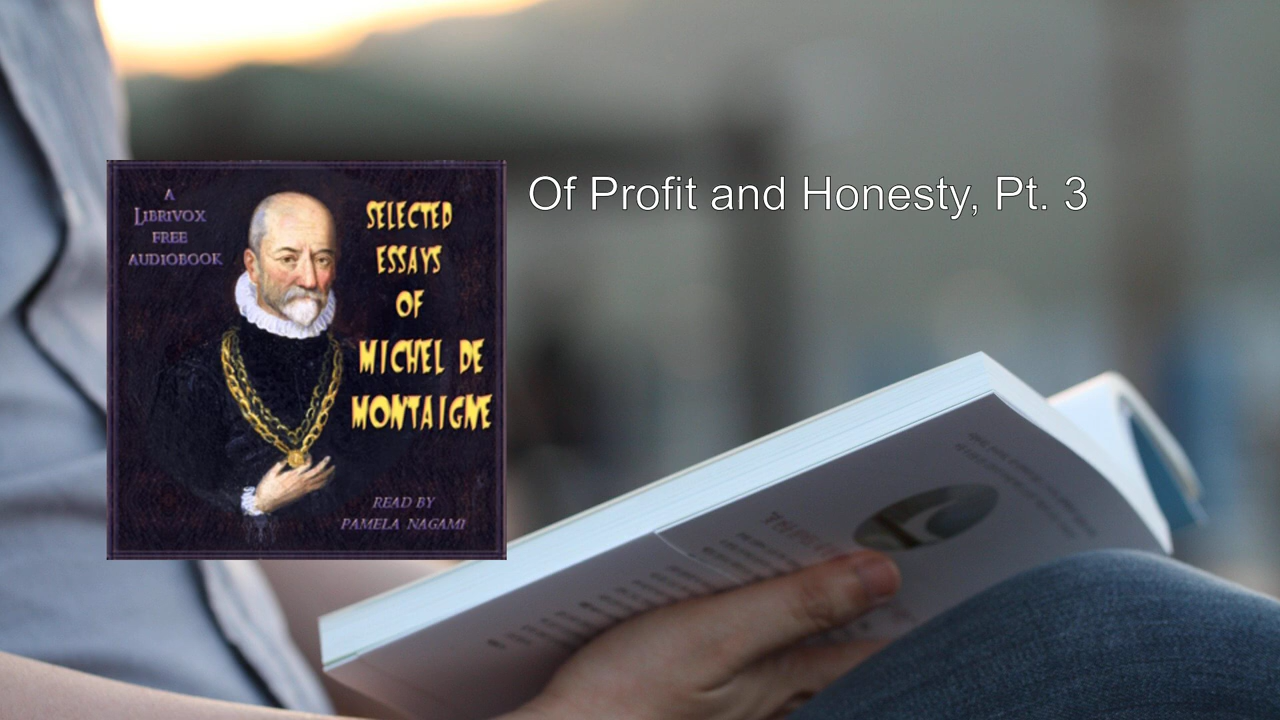 Of Profit and Honesty, Pt. 3
A
LIBRIVOX
FREE
AUDIOBOOK
SELECTED
ESSAYS
OF
MICHEL DE
MONTAIGNE
READ BY
PAMELA NAGAMI